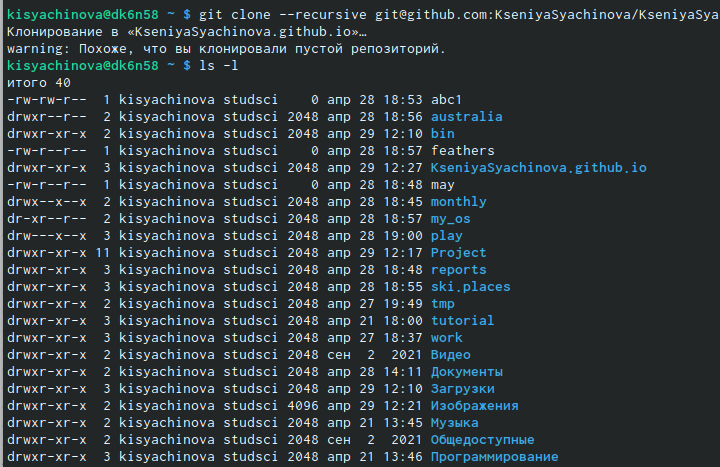 kisyachinova@dk6n58 ~ $ git clone --recursive git@github.com:KseniyaSyachinova/KseniyaSya
Клонирование в «KseniyaSyachinova.github.io»…
warning: Похоже, что вы клонировали пустой репозиторий.
kisyachinova@dk6n58 ~ $ ls -l
итого 40
-rw-rw-r-- 1 kisyachinova studsci 0 апр 28 18:53 abc1
drwxr--r-- 2 kisyachinova studsci 2048 апр 28 18:56 australia
drwxr-xr-x 2 kisyachinova studsci 2048 апр 29 12:10 bin
-rw-r--r-- 1 kisyachinova studsci 0 апр 28 18:57 feathers
drwxr-xr-x 3 kisyachinova studsci 2048 апр 29 12:27 KseniyaSyachinova.github.io
-rw-r--r-- 1 kisyachinova studsci 0 апр 28 18:48 may
drwx--x--x 2 kisyachinova studsci 2048 апр 28 18:45 monthly
dr-xr--r-- 2 kisyachinova studsci 2048 апр 28 18:57 my_os
drw---x--x 3 kisyachinova studsci 2048 апр 28 19:00 play
drwxr-xr-x 11 kisyachinova studsci 2048 апр 29 12:17 Project
drwxr-xr-x 3 kisyachinova studsci 2048 апр 28 18:48 reports
drwxr-xr-x 3 kisyachinova studsci 2048 апр 28 18:55 ski.places
drwxr-xr-x 2 kisyachinova studsci 2048 апр 27 19:49 tmp
drwxr-xr-x 3 kisyachinova studsci 2048 апр 21 18:00 tutorial
drwxr-xr-x 3 kisyachinova studsci 2048 апр 27 18:37 work
drwxr-xr-x 2 kisyachinova studsci 2048 сен 2 2021 Видео
drwxr-xr-x 2 kisyachinova studsci 2048 апр 28 14:11 Документы
drwxr-xr-x 3 kisyachinova studsci 2048 апр 29 12:10 Загрузки
drwxr-xr-x 2 kisyachinova studsci 4096 апр 29 12:21 Изображения
drwxr-xr-x 2 kisyachinova studsci 2048 апр 21 13:45 Музыка
drwxr-xr-x 2 kisyachinova studsci 2048 сен 2 2021 Общедоступные
drwxr-xr-x 3 kisyachinova studsci 2048 апр 21 13:46 Программирование